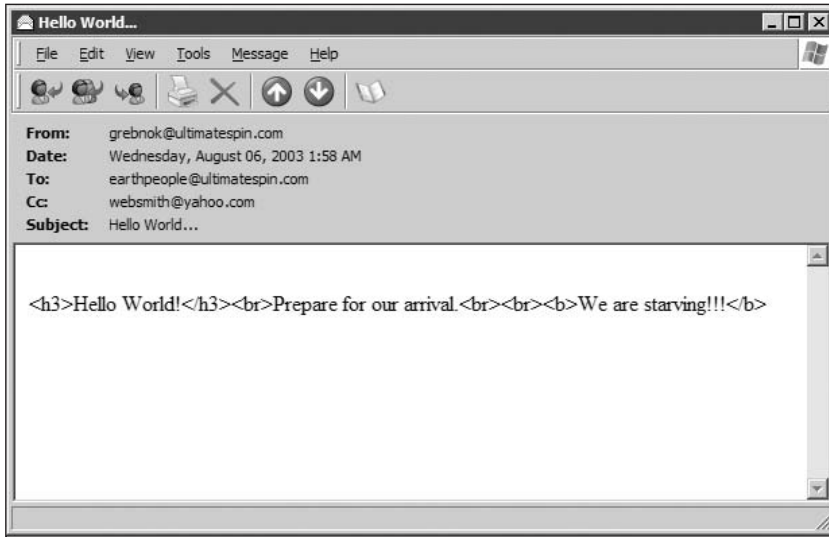 Hello World...
File Edit View Tools Message Help
From: grebnok@ultimatespin.com
Date: Wednesday, August 06, 2003 1:58 AM
To: earthpeople@ultimatespin.com
Cc: websmith@yahoo.com
Subject: Hello World...
<h3>Hello World!</h3><br>Prepare for our arrival.<br><br><b>We are starving!!!</b>